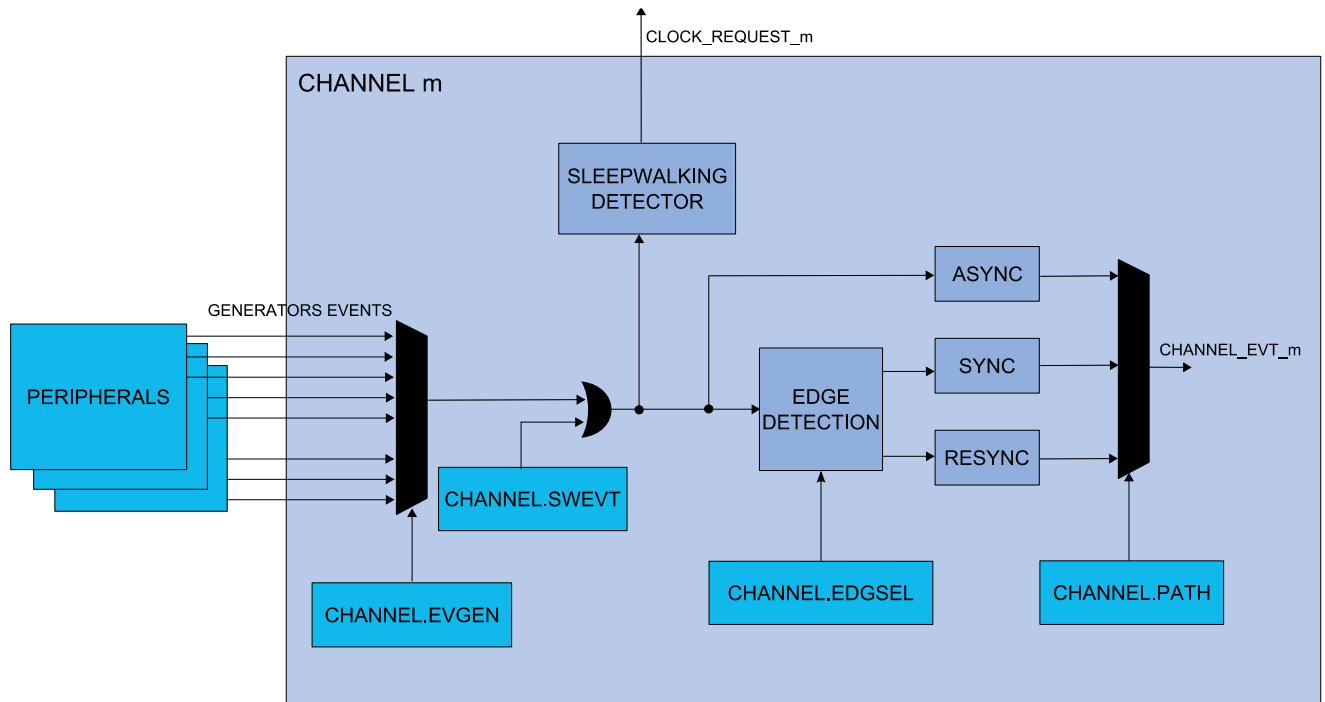 CLOCK_REQUEST_m
CHANNEL m
SLEEPWALKING
DETECTOR
ASYNC
GENERATORS EVENTS
CHANNEL_EVT_m
PERIPHERALS
SYNC
EDGE
DETECTION
RESYNC
CHANNEL.SWEVT
CHANNEL.EVGEN
CHANNEL.EDGSEL
CHANNEL.PATH